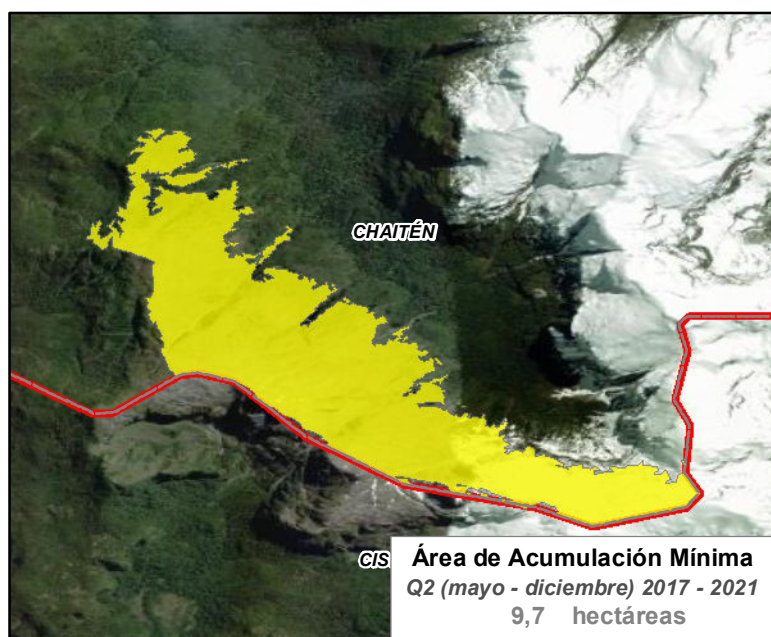 CHAITÉN
CIS
Área de Acumulación Mínima
Q2 (mayo - diciembre) 2017 - 2021
9,7 hectáreas